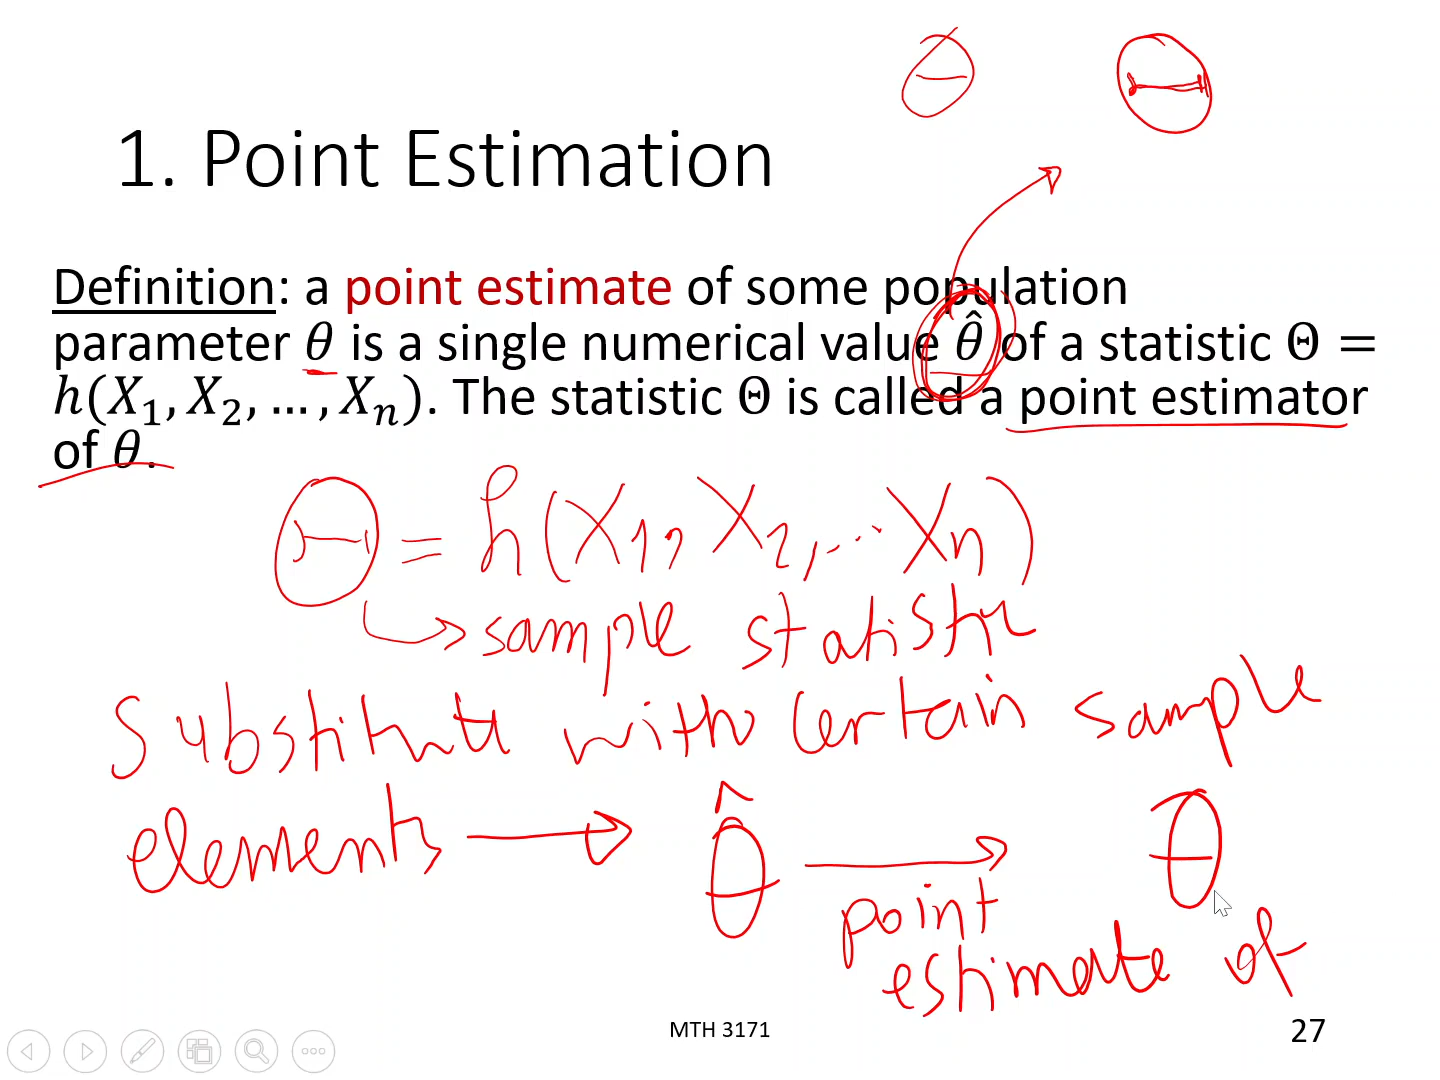 θ Θ
1. Point Estimation
Definition: a point estimate of some population
parameter θ is a single numerical value θ̂ of a statistic Θ =
h(X₁, X₂, …, Xₙ). The statistic Θ is called a point estimator
of θ.
Θ = h(X₁, X₂, ... Xₙ)
↳ sample statistic
Substitute with certain sample
elements → θ̂ → θ
point
estimate of
MTH 3171
27